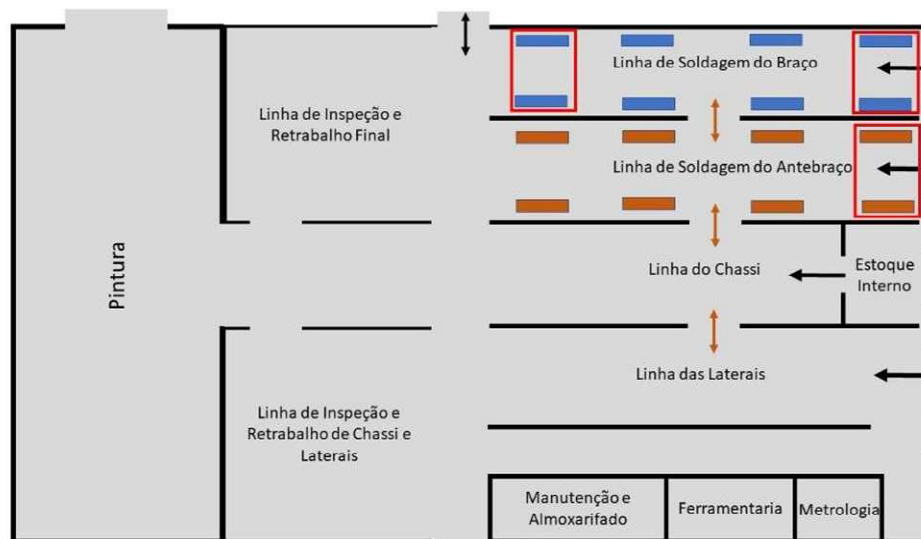 Linha de Soldagem do Braço
Linha de Inspeção e
Retrabalho Final
Linha de Soldagem do Antebraço
Pintura
Linha do Chassi
Estoque
Interno
Linha das Laterais
Linha de Inspeção e
Retrabalho de Chassi e
Laterais
Manutenção e
Almoxarifado
Ferramentaria
Metrologia